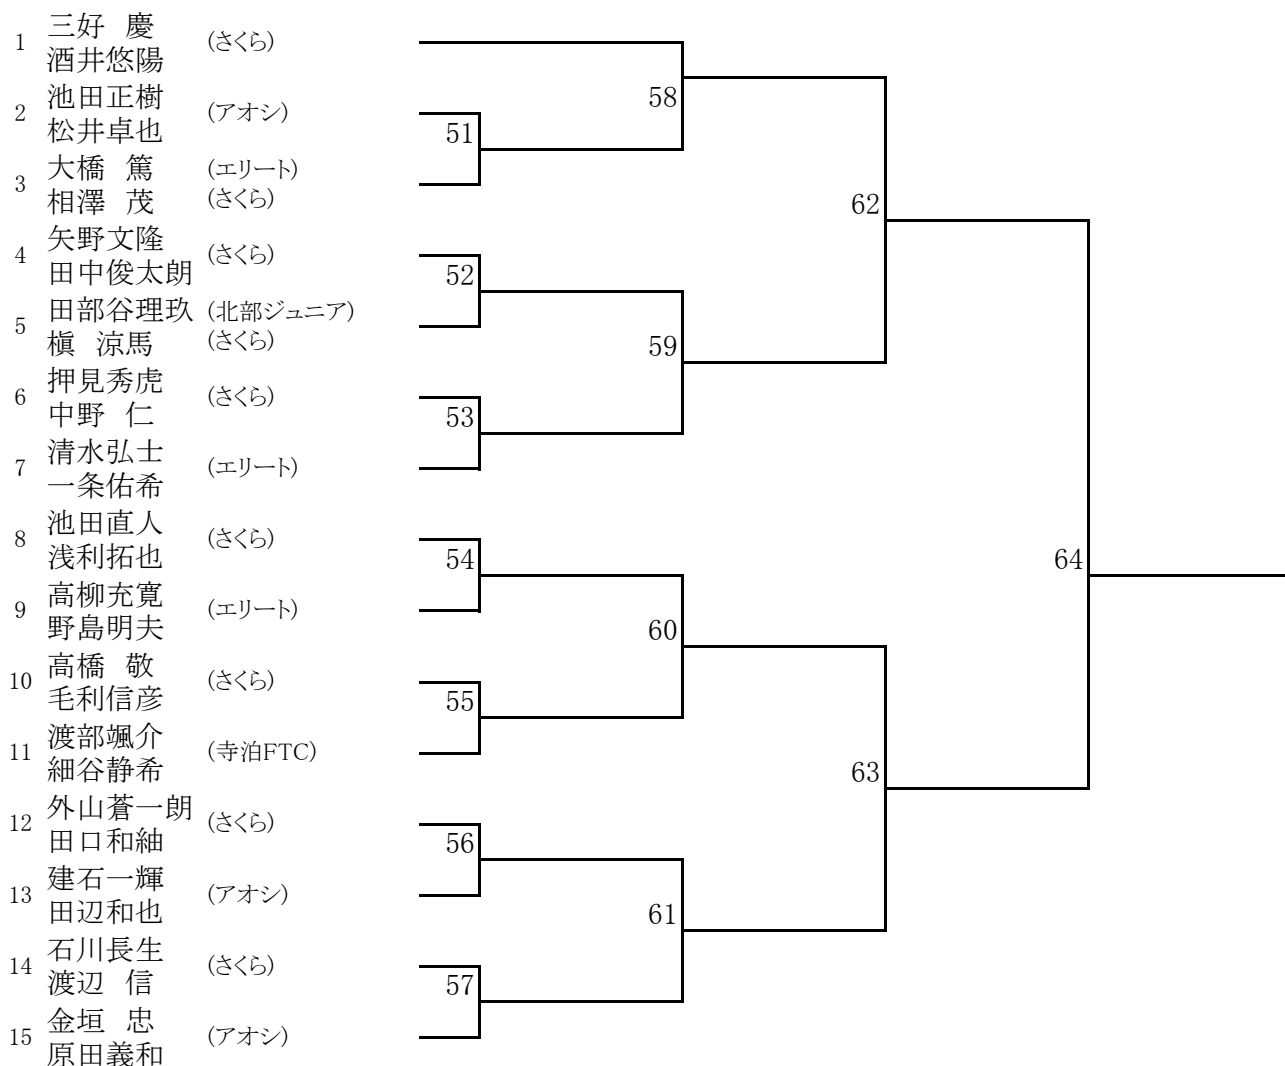 三好 慶
1 (さくら)
酒井悠陽
池田正樹
2 (アオシ)
松井卓也
大橋 篤 (エリート)
3
相澤 茂 (さくら)
矢野文隆
4 (さくら)
田中俊太朗
田部谷理玖 (北部ジュニア)
5
槇 涼馬 (さくら)
押見秀虎
6 (さくら)
中野 仁
清水弘士
7 (エリート)
一条佑希
池田直人
8 (さくら)
浅利拓也
高柳充寛
9 (エリート)
野島明夫
高橋 敬
10 (さくら)
毛利信彦
渡部颯介
11 (寺泊FTC)
細谷静希
外山蒼一朗
12 (さくら)
田口和紬
建石一輝
13 (アオシ)
田辺和也
石川長生
14 (さくら)
渡辺 信
金垣 忠
15 (アオシ)
原田義和
51
52
53
54
55
56
57
58
59
60
61
62
63
64